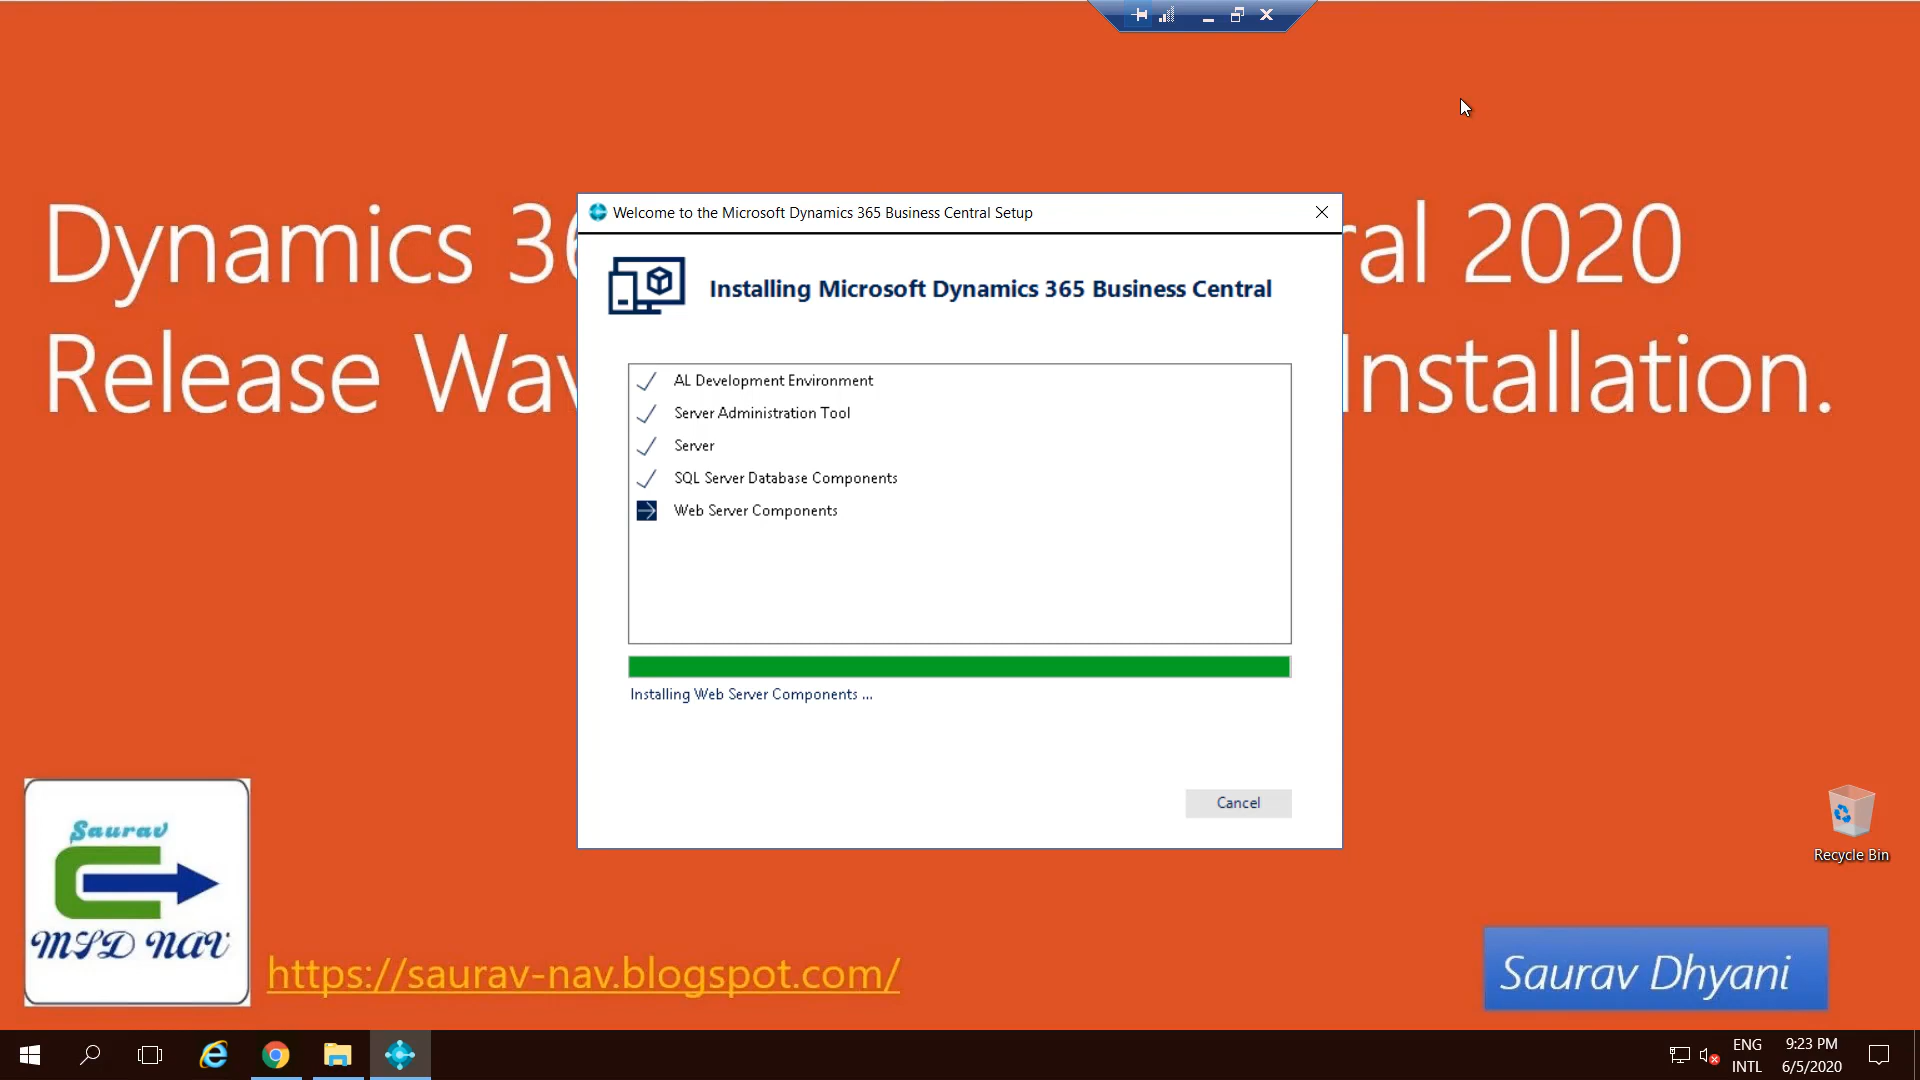 Dynamics 36
ral 2020
Release Wav
Installation.
Welcome to the Microsoft Dynamics 365 Business Central Setup
Installing Microsoft Dynamics 365 Business Central
AL Development Environment
Server Administration Tool
Server
SQL Server Database Components
Web Server Components
Installing Web Server Components ...
Cancel
Recycle Bin
Saurav
MSD NAV
https://saurav-nav.blogspot.com/
Saurav Dhyani
ENG
INTL
9:23 PM
6/5/2020